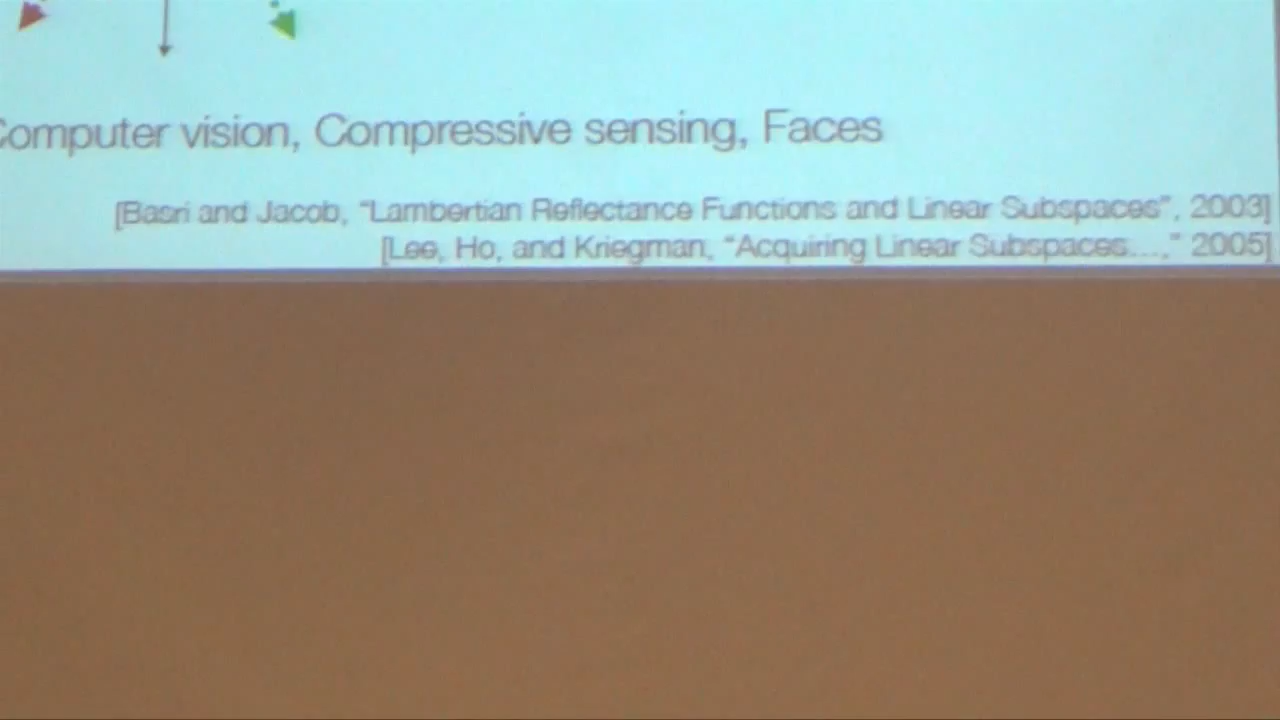 Computer vision, Compressive sensing, Faces
[Basri and Jacob, “Lambertian Reflectance Functions and Linear Subspaces”, 2003]
[Lee, Ho, and Kriegman, “Acquiring Linear Subspaces...,” 2005]